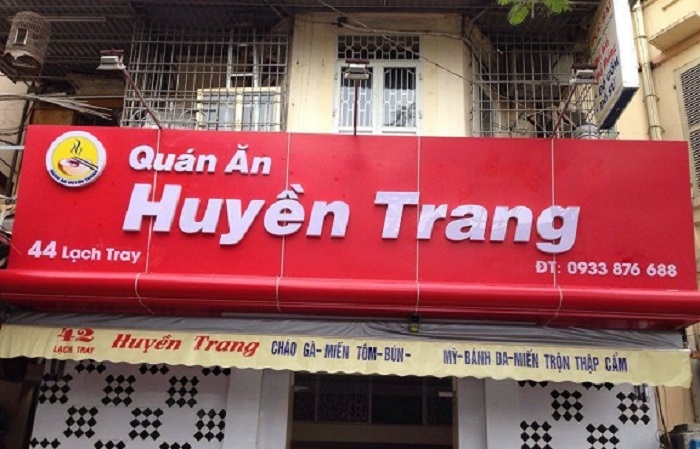 Quán Ăn
Huyền Trang
44 Lạch Tray
ĐT: 0933 876 688
42 LẠCH TRAY Huyền Trang CHÁO GÀ-MIẾN TÔM-BÚN- MỲ-BÁNH ĐA-MIẾN TRỘN THẬP CẨM